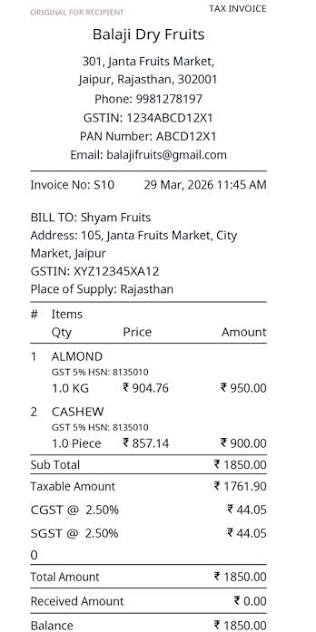 ORIGINAL FOR RECIPIENT
TAX INVOICE
Balaji Dry Fruits
301, Janta Fruits Market,
Jaipur, Rajasthan, 302001
Phone: 9981278197
GSTIN: 1234ABCD12X1
PAN Number: ABCD12X1
Email: balajifruits@gmail.com
Invoice No: S10 29 Mar, 2026 11:45 AM
BILL TO: Shyam Fruits
Address: 105, Janta Fruits Market, City
Market, Jaipur
GSTIN: XYZ12345XA12
Place of Supply: Rajasthan
# Items
Qty Price Amount
1 ALMOND
GST 5% HSN: 8135010
1.0 KG ₹ 904.76 ₹ 950.00
2 CASHEW
GST 5% HSN: 8135010
1.0 Piece ₹ 857.14 ₹ 900.00
Sub Total ₹ 1850.00
Taxable Amount ₹ 1761.90
CGST @ 2.50% ₹ 44.05
SGST @ 2.50% ₹ 44.05
0
Total Amount ₹ 1850.00
Received Amount ₹ 0.00
Balance ₹ 1850.00